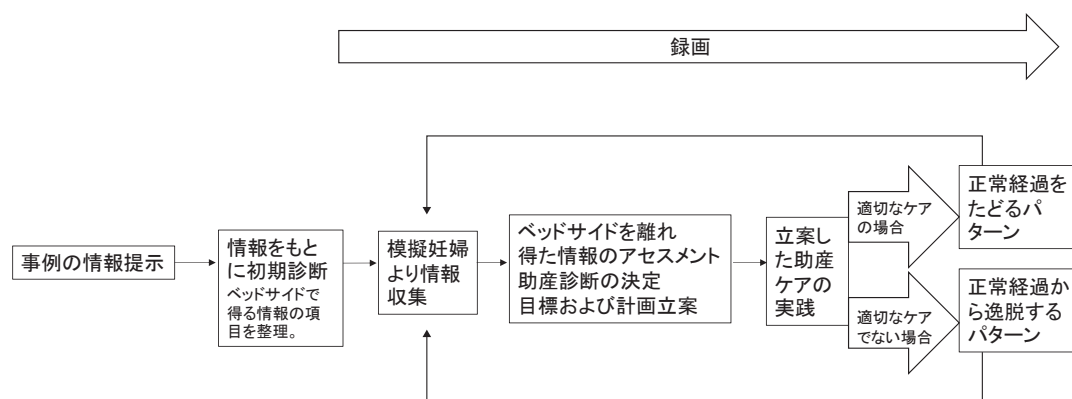 録画
事例の情報提示
情報をもと
に初期診断
ベッドサイドで
得る情報の項
目を整理。
模擬妊婦
より情報
収集
ベッドサイドを離れ
得た情報のアセスメント
助産診断の決定
目標および計画立案
立案し
た助産
ケアの
実践
適切なケア
の場合
正常経過を
たどるパ
ターン
適切なケア
でない場合
正常経過か
ら逸脱する
パターン